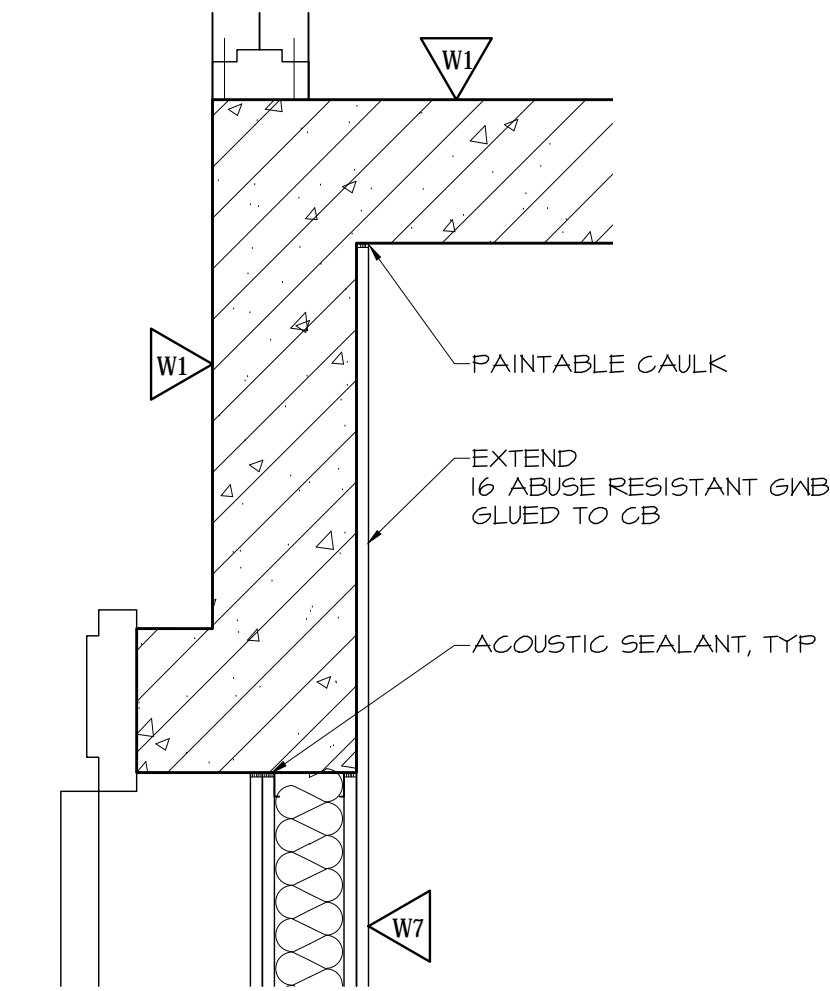 W1
W1
PAINTABLE CAULK
EXTEND
16 ABUSE RESISTANT GWB
GLUED TO CB
ACOUSTIC SEALANT, TYP
W7